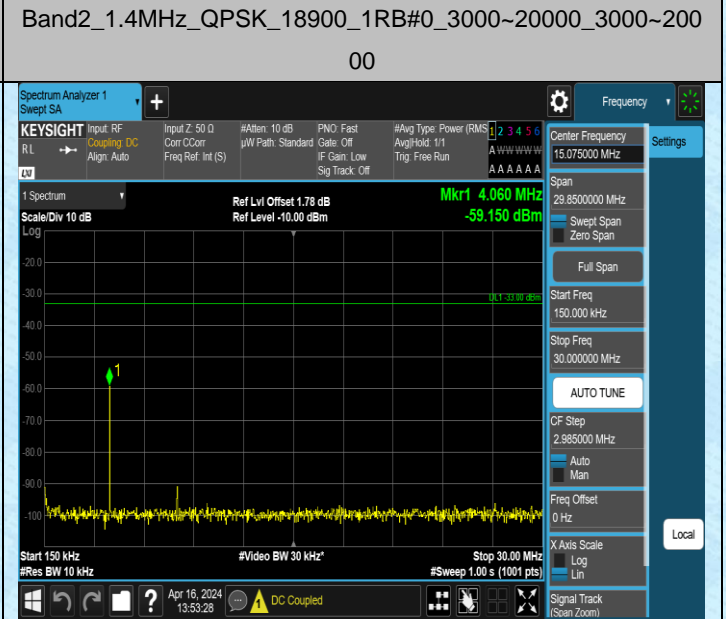 Band2_1.4MHz_QPSK_18900_1RB#0_3000~20000_3000~200
00
Spectrum Analyzer 1
Swept SA
Frequency
KEYSIGHT
RL
LXI
Input: RF
Coupling: DC
Align: Auto
Input Z: 50 Ω
Corr CCorr
Freq Ref: Int (S)
#Atten: 10 dB
µW Path: Standard
PNO: Fast
Gate: Off
IF Gain: Low
Sig Track: Off
#Avg Type: Power (RMS
Avg|Hold: 1/1
Trig: Free Run
1 2 3 4 5 6
A W W W W W
A A A A A A
Center Frequency
15.075000 MHz
Settings
Span
29.8500000 MHz
Swept Span
Zero Span
Full Span
Start Freq
150.000 kHz
Stop Freq
30.000000 MHz
AUTO TUNE
CF Step
2.985000 MHz
Auto
Man
Freq Offset
0 Hz
X Axis Scale
Log
Lin
Signal Track
(Span Zoom)
Local
1 Spectrum
Scale/Div 10 dB
Log
Ref Lvl Offset 1.78 dB
Ref Level -10.00 dBm
Mkr1 4.060 MHz
-59.150 dBm
-20.0
-30.0
DL1 -33.00 dBm
-40.0
-50.0
1
-60.0
-70.0
-80.0
-90.0
-100
Start 150 kHz
#Video BW 30 kHz*
Stop 30.00 MHz
#Res BW 10 kHz
#Sweep 1.00 s (1001 pts)
?
Apr 16, 2024
13:53:28
1
DC Coupled